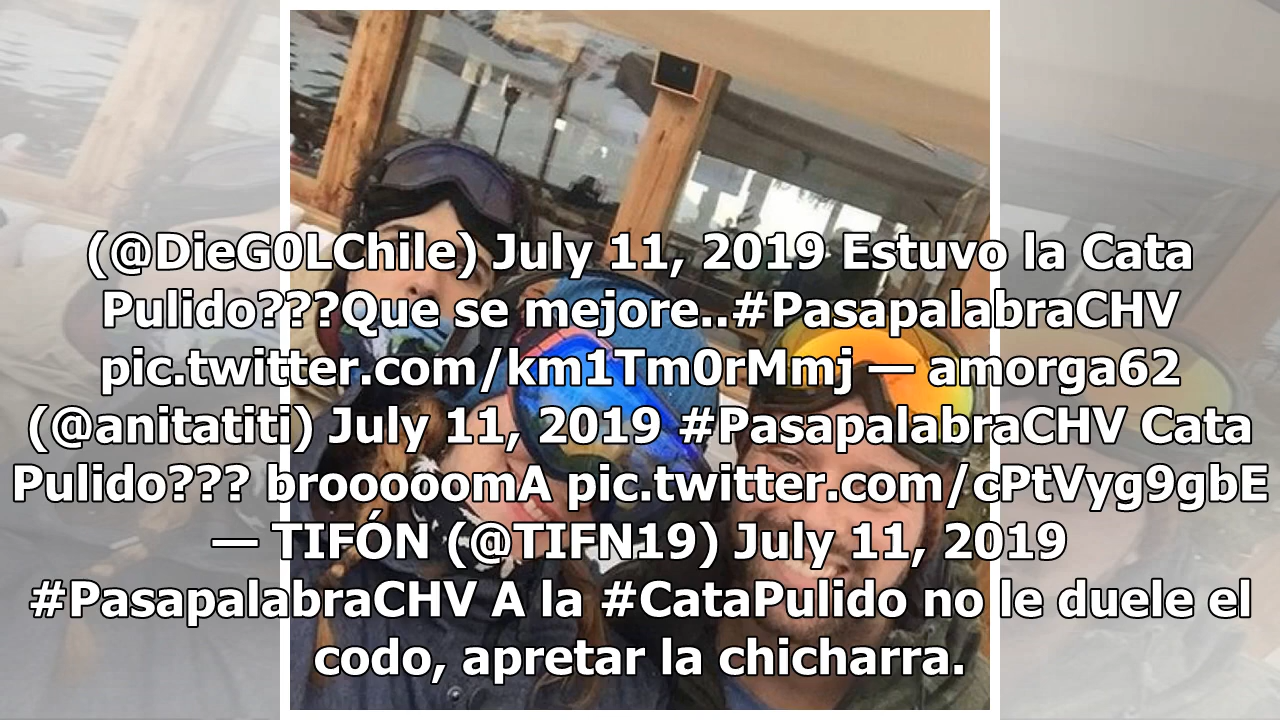 (@DieG0LChile) July 11, 2019 Estuvo la Cata
Pulido???Que se mejore..#PasapalabraCHV
pic.twitter.com/km1Tm0rMmj — amorga62
(@anitatiti) July 11, 2019 #PasapalabraCHV Cata
Pulido??? brooooomA pic.twitter.com/cPtVyg9gbE
— TIFÓN (@TIFN19) July 11, 2019
#PasapalabraCHV A la #CataPulido no le duele el
codo, apretar la chicharra.